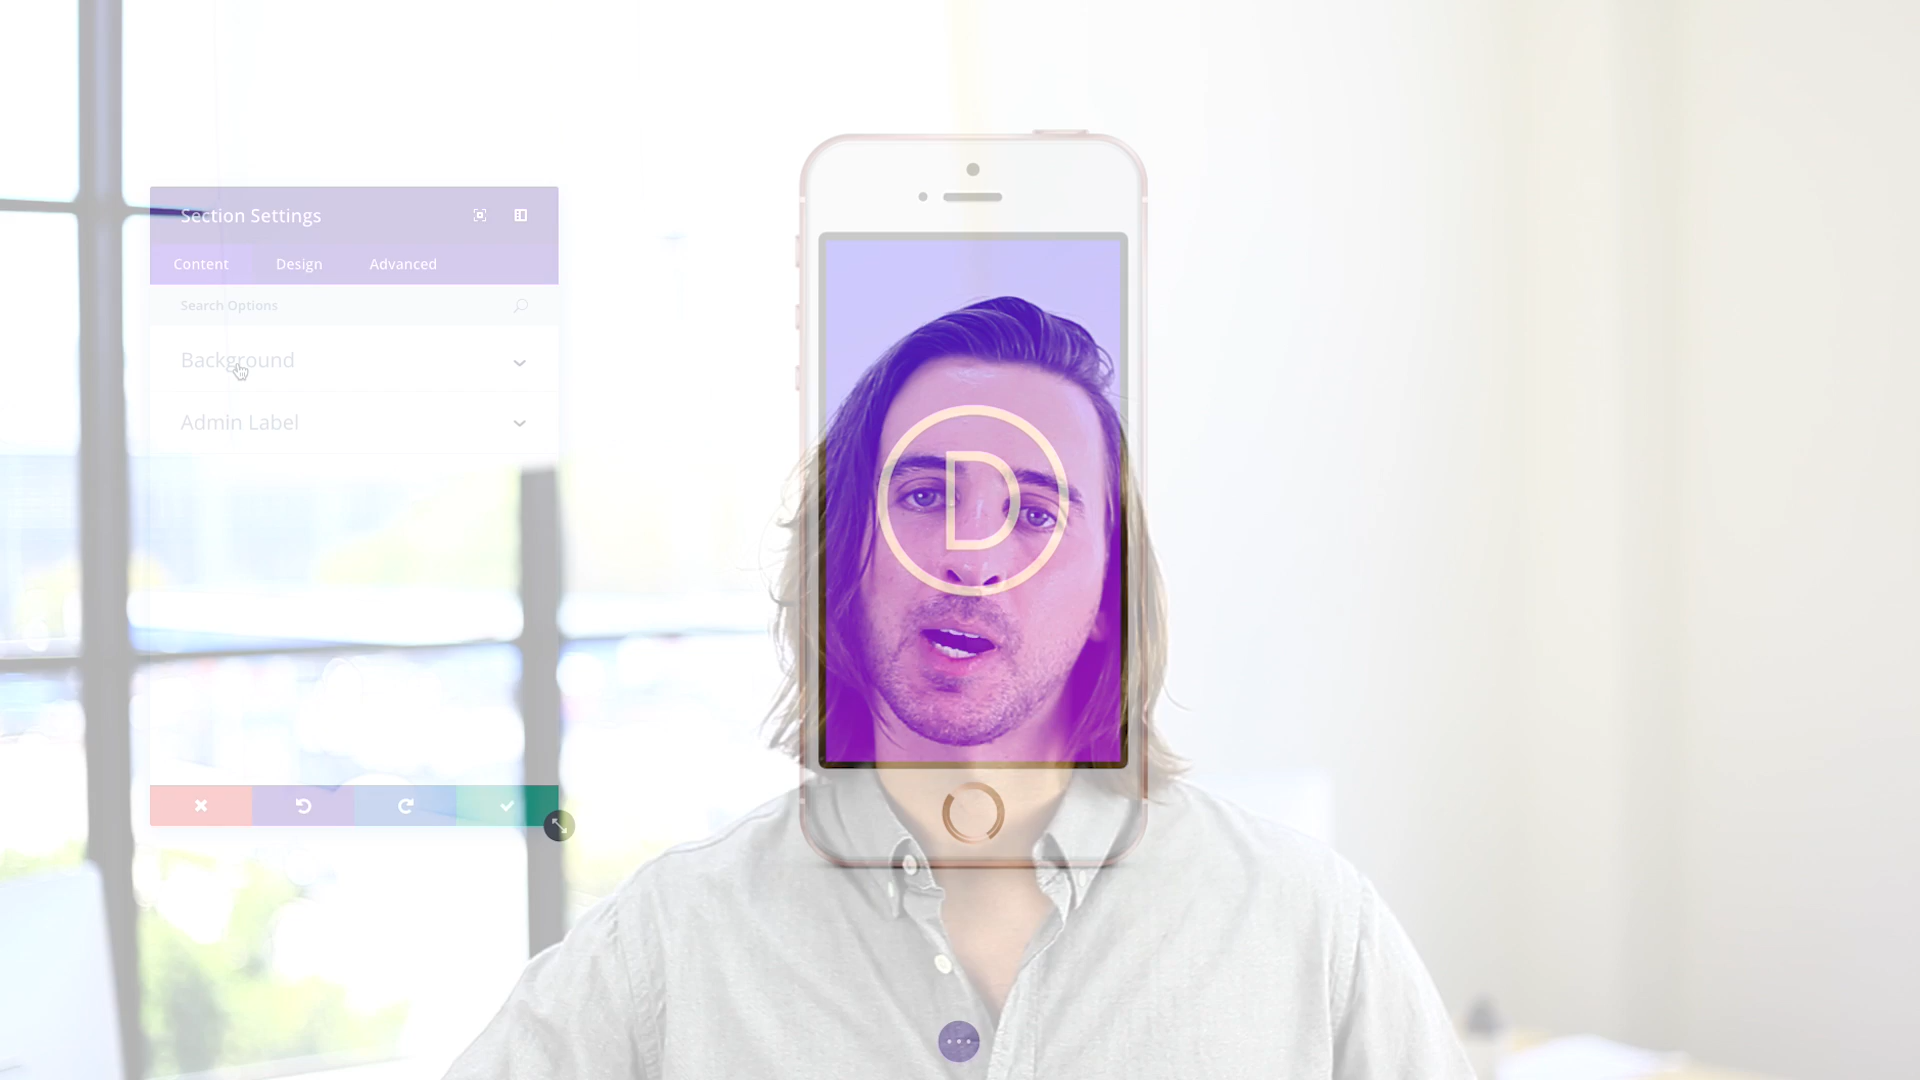 Section Settings
Content Design Advanced
Search Options
Background
Admin Label
D